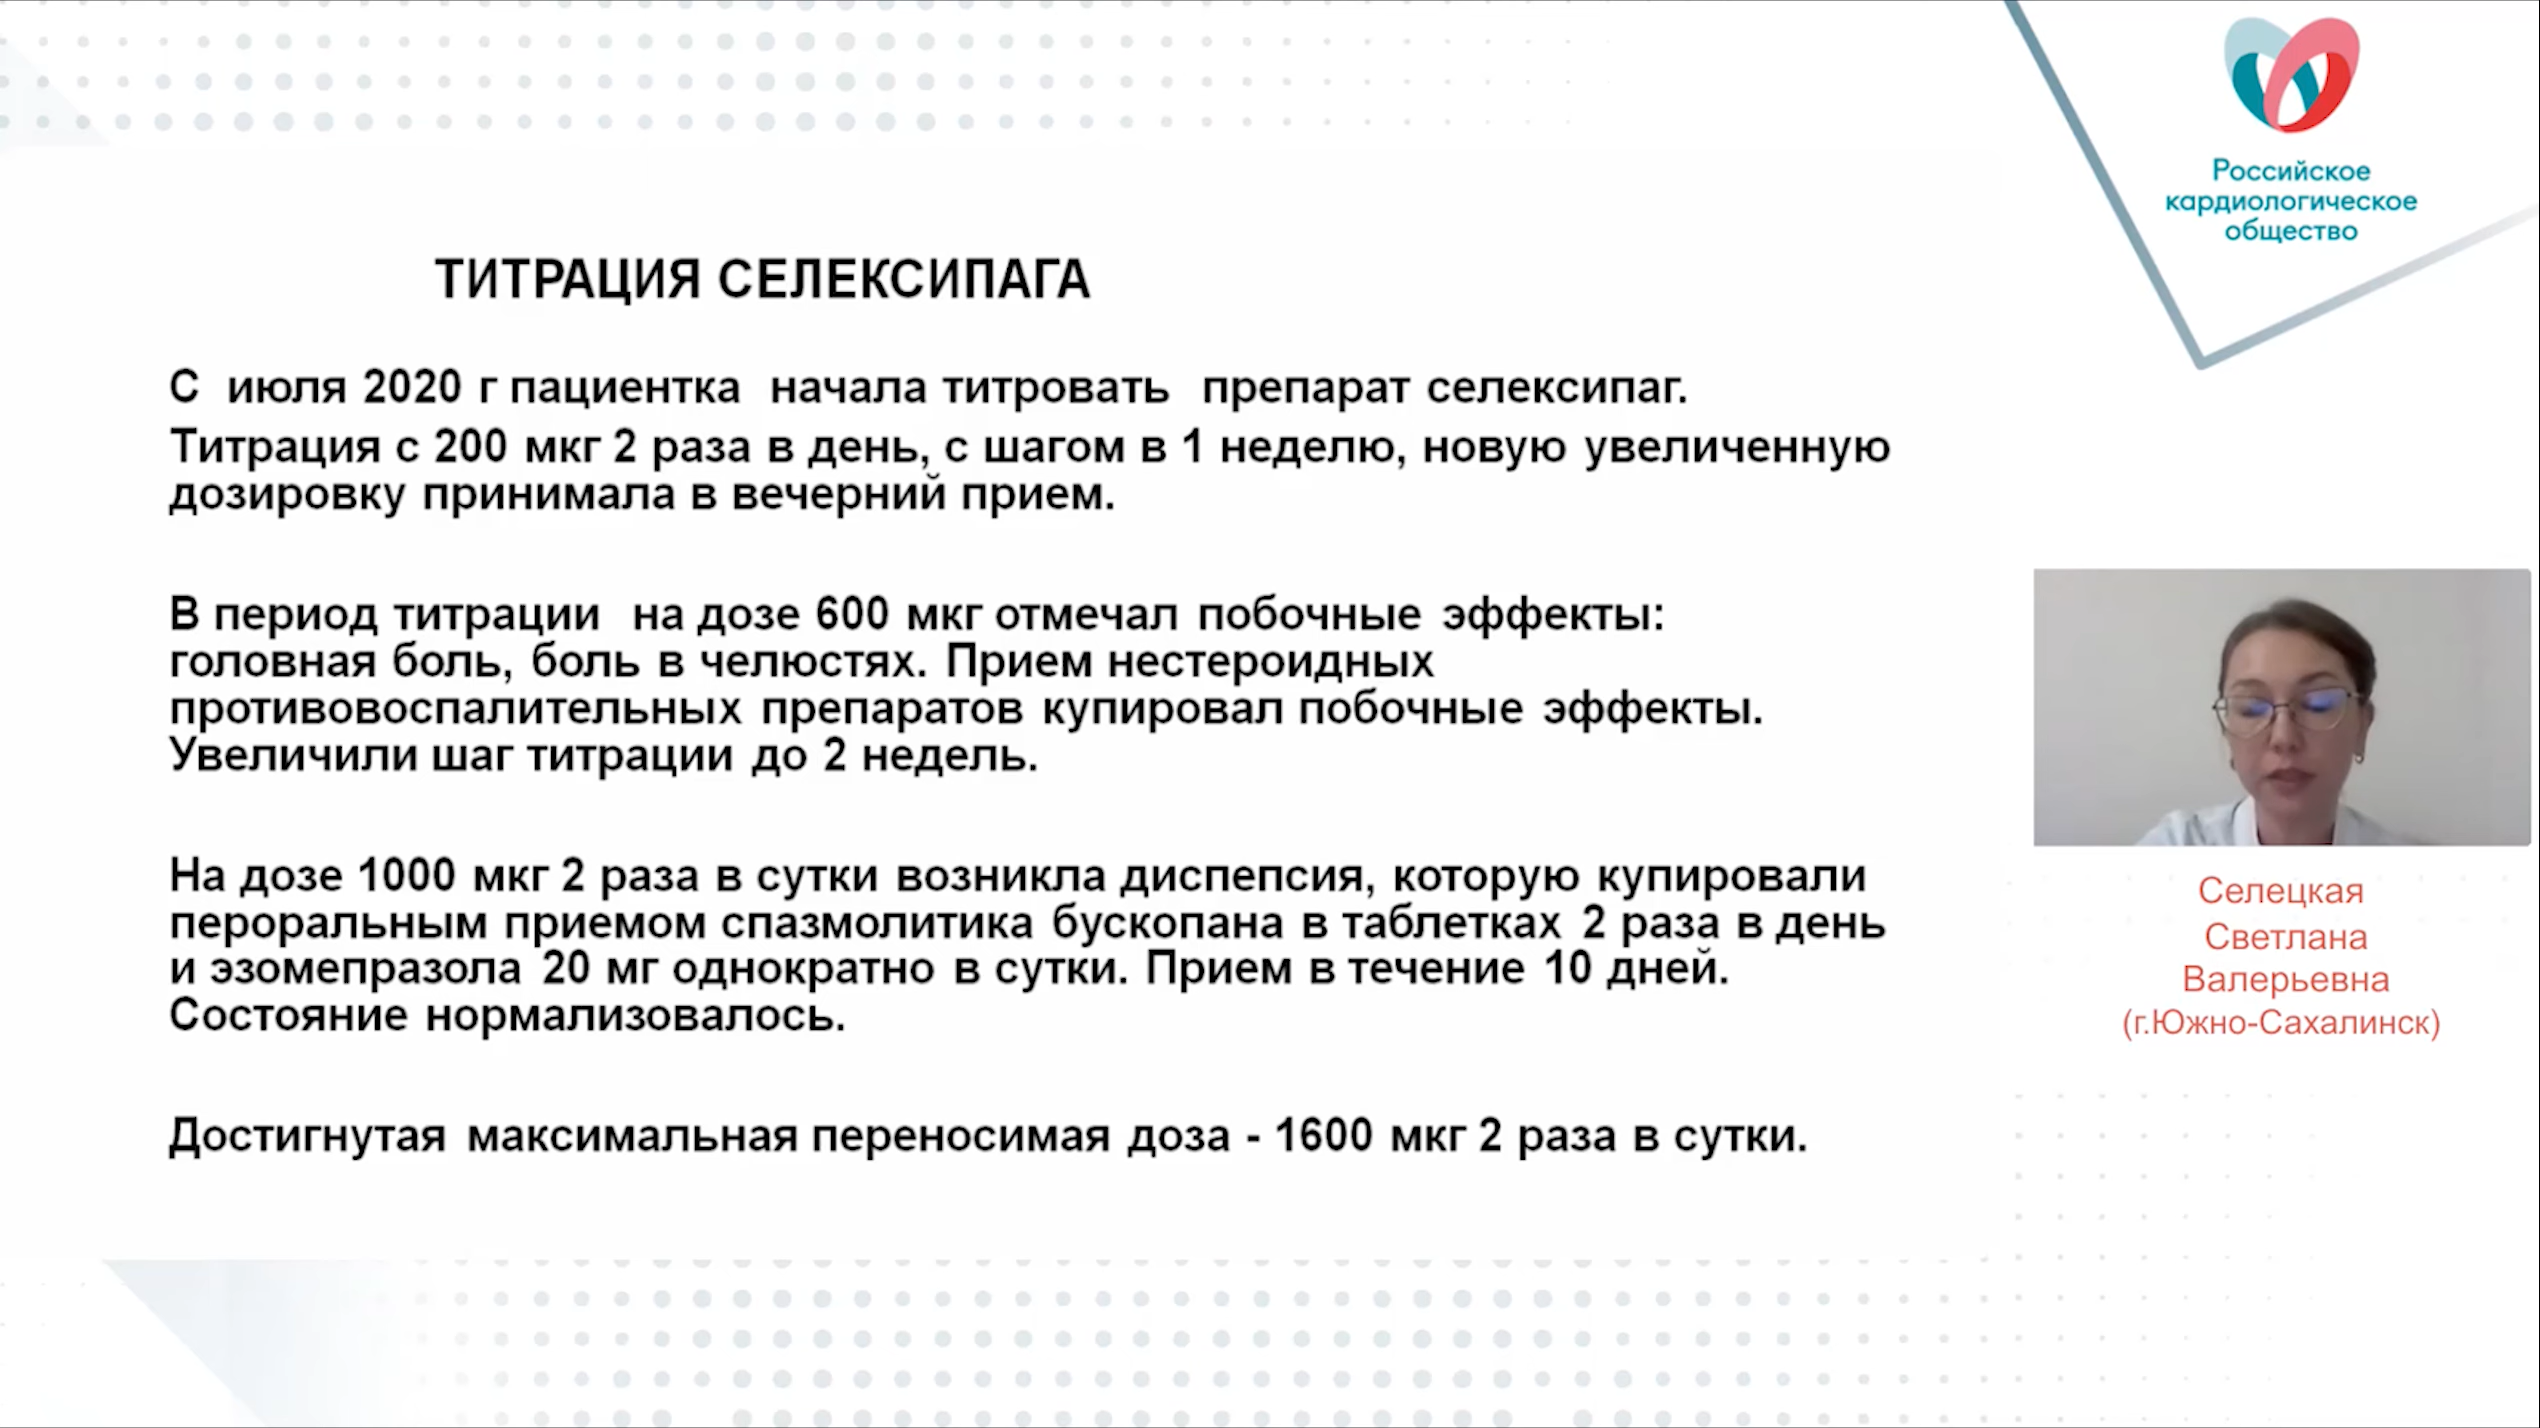 Российское
кардиологическое
общество
ТИТРАЦИЯ СЕЛЕКСИПАГА
С июля 2020 г пациентка начала титровать препарат селексипаг.
Титрация с 200 мкг 2 раза в день, с шагом в 1 неделю, новую увеличенную
дозировку принимала в вечерний прием.
В период титрации на дозе 600 мкг отмечал побочные эффекты:
головная боль, боль в челюстях. Прием нестероидных
противовоспалительных препаратов купировал побочные эффекты.
Увеличили шаг титрации до 2 недель.
На дозе 1000 мкг 2 раза в сутки возникла диспепсия, которую купировали
пероральным приемом спазмолитика бускопана в таблетках 2 раза в день
и эзомепразола 20 мг однократно в сутки. Прием в течение 10 дней.
Состояние нормализовалось.
Достигнутая максимальная переносимая доза - 1600 мкг 2 раза в сутки.
Селецкая
Светлана
Валерьевна
(г.Южно-Сахалинск)